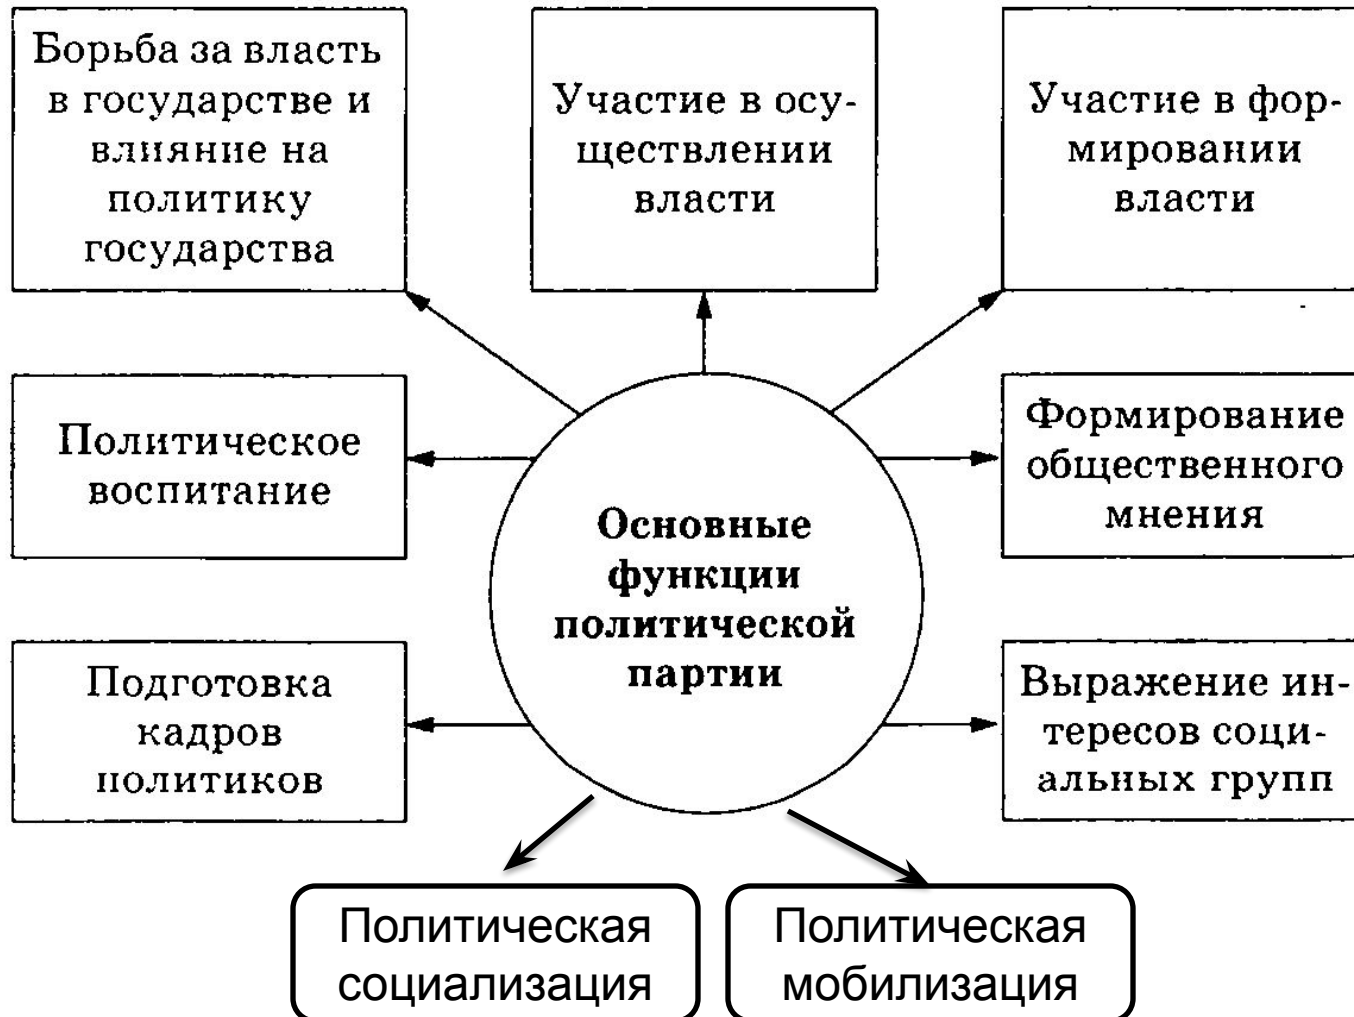 Борьба за власть
в государстве и
влияние на
политику
государства
Участие в осу-
ществлении
власти
Участие в фор-
мировании
власти
Политическое
воспитание
Формирование
общественного
мнения
Основные
функции
политической
партии
Подготовка
кадров
политиков
Выражение ин-
тересов соци-
альных групп
Политическая
социализация
Политическая
мобилизация